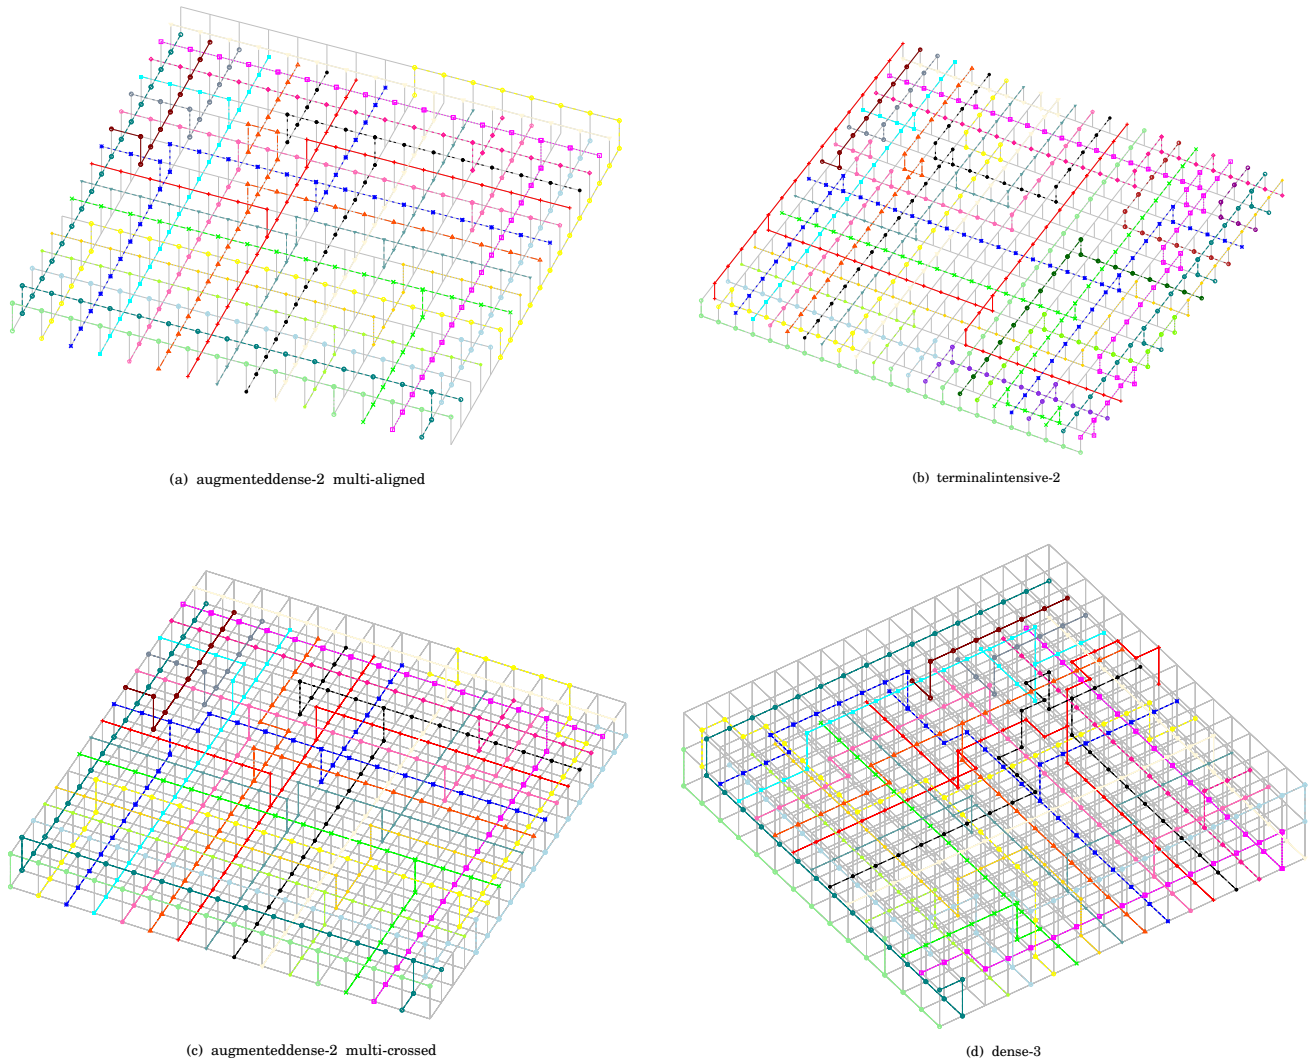 (a) augmenteddense-2 multi-aligned
(b) terminalintensive-2
(c) augmenteddense-2 multi-crossed
(d) dense-3